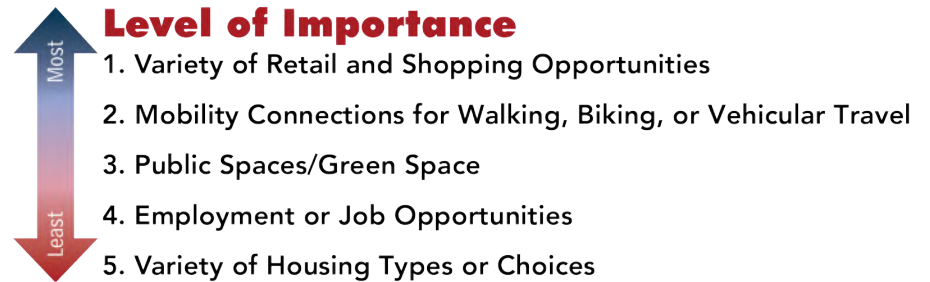 Level of Importance
Most
1. Variety of Retail and Shopping Opportunities
2. Mobility Connections for Walking, Biking, or Vehicular Travel
3. Public Spaces/Green Space
4. Employment or Job Opportunities
Least
5. Variety of Housing Types or Choices